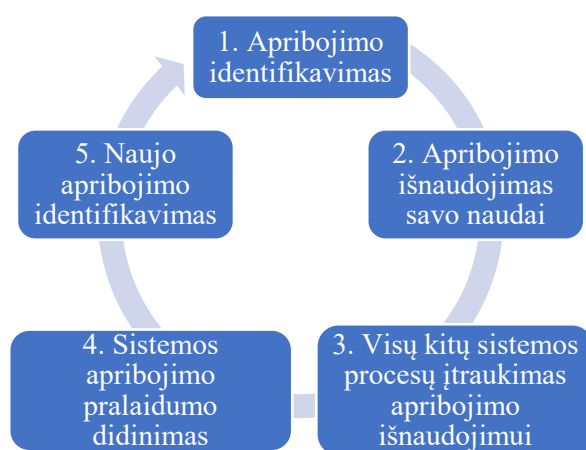 1. Apribojimo
identifikavimas
2. Apribojimo
išnaudojimas
savo naudai
3. Visų kitų sistemos
procesų įtraukimas
apribojimo
išnaudojimui
4. Sistemos
apribojimo
pralaidumo
didinimas
5. Naujo
apribojimo
identifikavimas